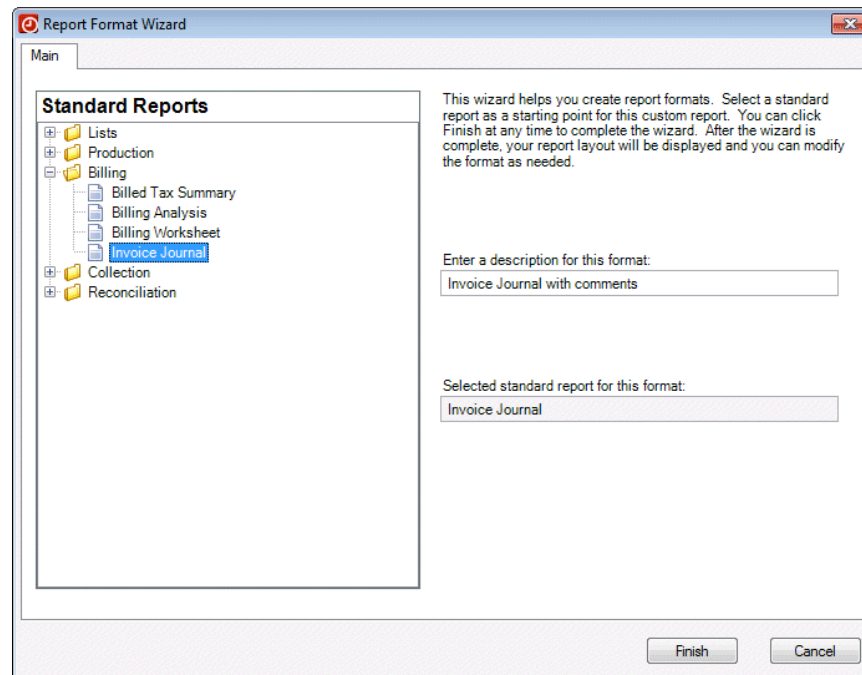 Report Format Wizard
Main
Standard Reports
Lists
Production
Billing
Billed Tax Summary
Billing Analysis
Billing Worksheet
Invoice Journal
Collection
Reconciliation
This wizard helps you create report formats. Select a standard
report as a starting point for this custom report. You can click
Finish at any time to complete the wizard. After the wizard is
complete, your report layout will be displayed and you can modify
the format as needed.
Enter a description for this format:
Invoice Journal with comments
Selected standard report for this format:
Invoice Journal
Finish
Cancel